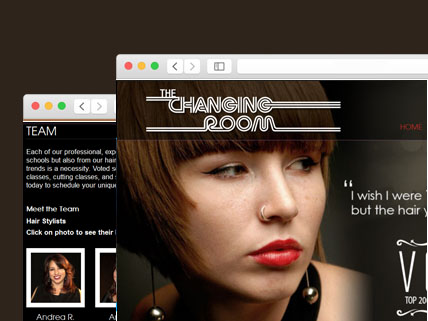 THE
CHANGING
ROOM
HOME
“
I wish I were
but the hair y
TOP 200
TEAM
Each of our professional, exp
schools but also from our hair
trends is a necessity. Voted s
classes, cutting classes, and
today to schedule your unique
Meet the Team
Hair Stylists
Click on photo to see their
Andrea R.